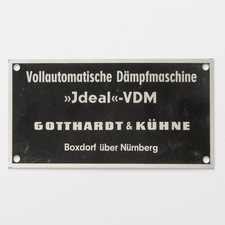 Vollautomatische Dämpfmaschine
»Jdeal«-VDM
GOTTHARDT & KÜHNE
Boxdorf über Nürnberg